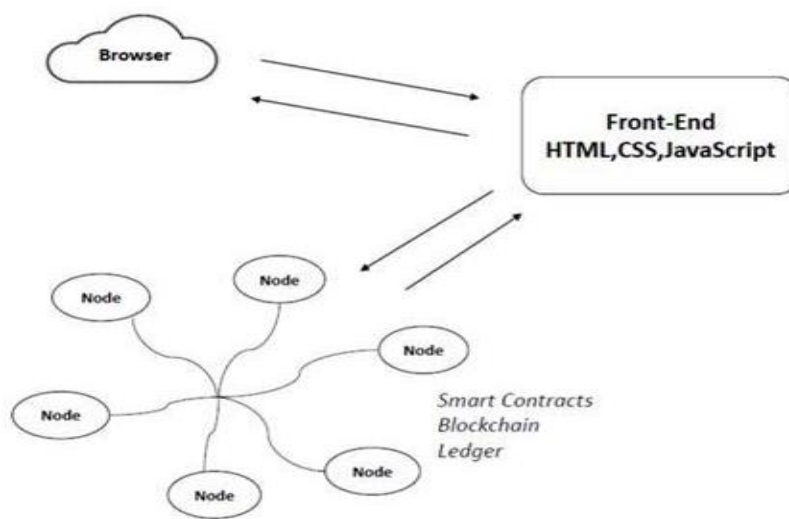 Browser
Front-End
HTML,CSS,JavaScript
Node
Node
Node
Node
Node
Node
Smart Contracts
Blockchain
Ledger